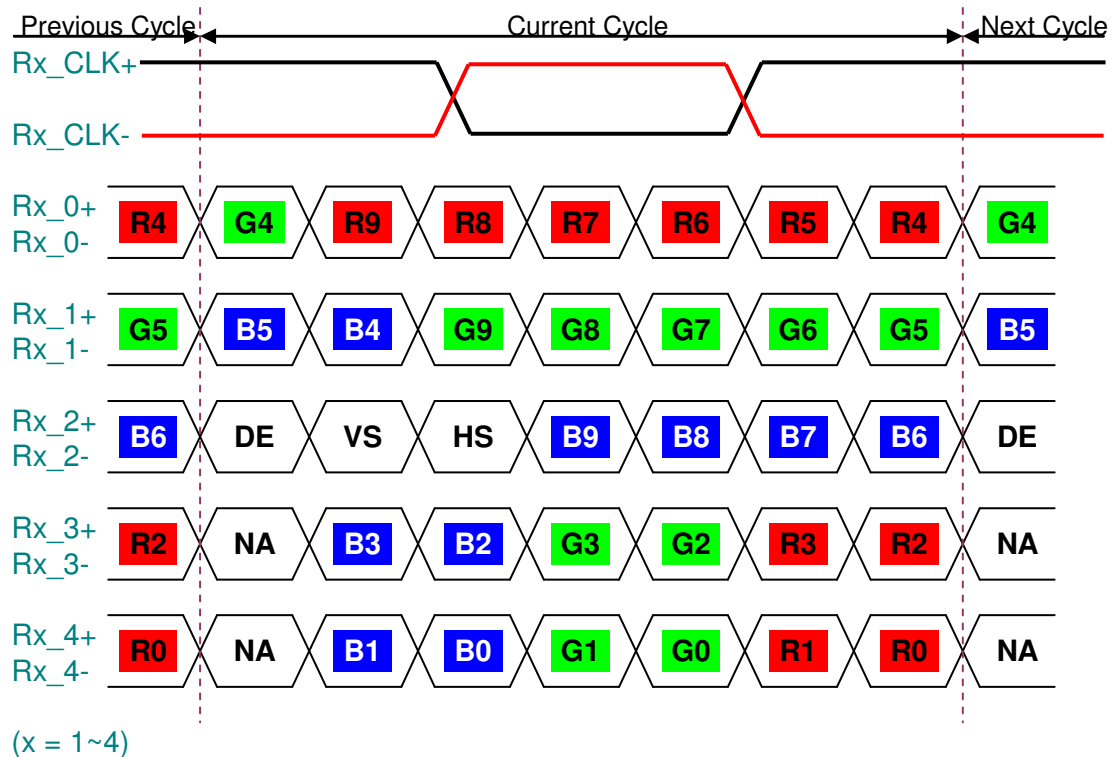 Previous Cycle Current Cycle Next Cycle
Rx_CLK+
Rx_CLK-
Rx_0+
Rx_0-
R4 G4 R9 R8 R7 R6 R5 R4 G4
Rx_1+
Rx_1-
G5 B5 B4 G9 G8 G7 G6 G5 B5
Rx_2+
Rx_2-
B6 DE VS HS B9 B8 B7 B6 DE
Rx_3+
Rx_3-
R2 NA B3 B2 G3 G2 R3 R2 NA
Rx_4+
Rx_4-
R0 NA B1 B0 G1 G0 R1 R0 NA
(x = 1~4)